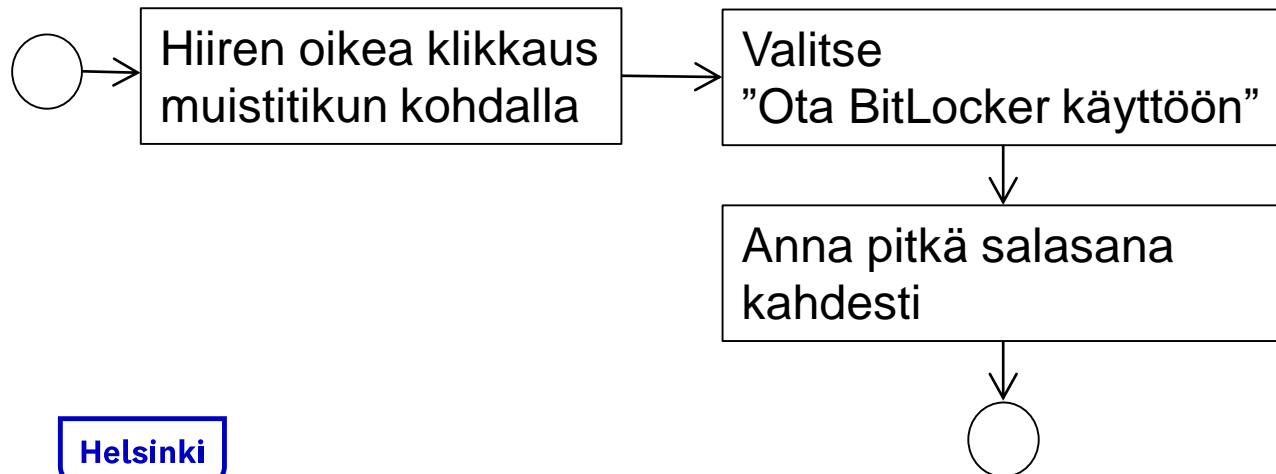 Hiiren oikea klikkaus
muistitikun kohdalla
Valitse
”Ota BitLocker käyttöön”
Anna pitkä salasana
kahdesti
Helsinki